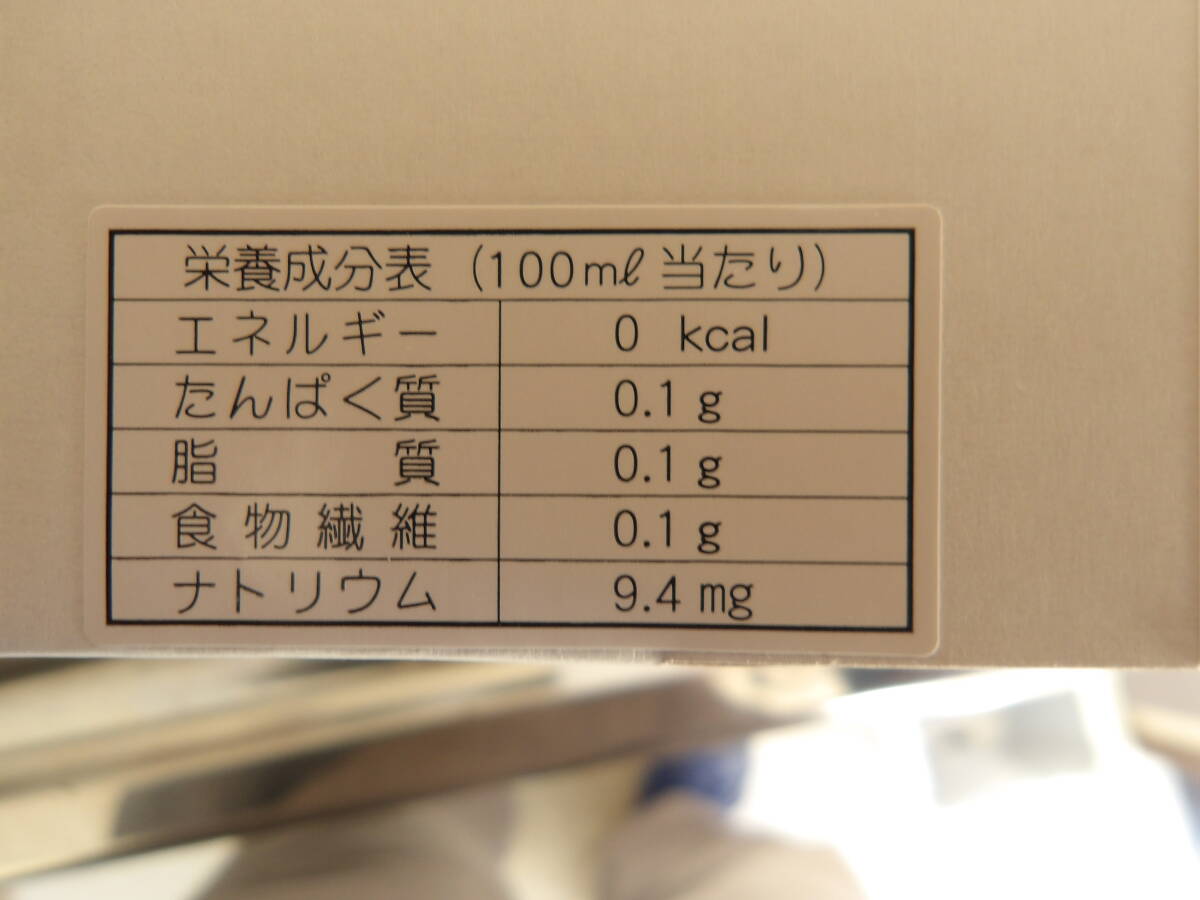 栄養成分表 (100mℓ当たり)
エネルギー 0 kcal
たんぱく質 0.1 g
脂質 0.1 g
食物繊維 0.1 g
ナトリウム 9.4 mg